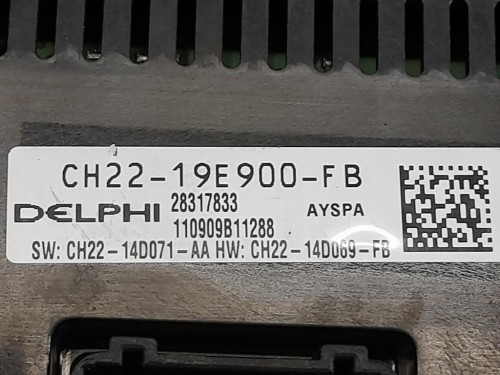 CH22-19E900-FB
DELPHI 28317833 AYSPA
110909B11288
SW: CH22-14D071-AA HW: CH22-14D069-FB